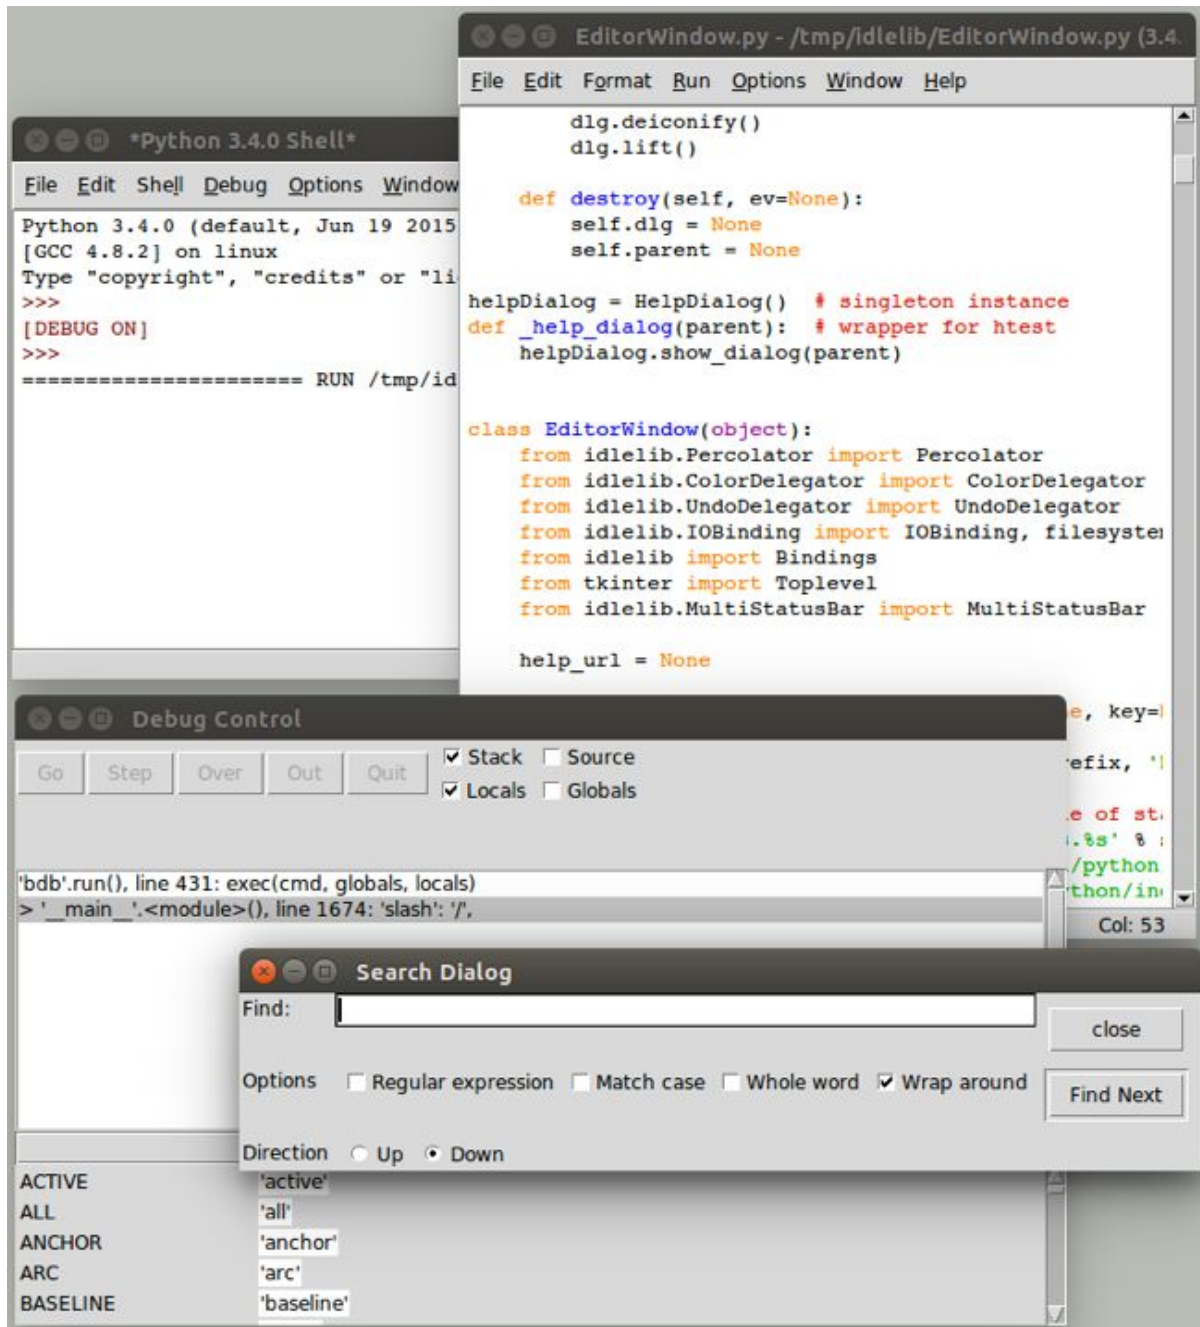 EditorWindow.py - /tmp/idlelib/EditorWindow.py (3.4.
File Edit Format Run Options Window Help
dlg.deiconify()
dlg.lift()
def destroy(self, ev=None):
self.dlg = None
self.parent = None
helpDialog = HelpDialog() # singleton instance
def _help_dialog(parent): # wrapper for htest
helpDialog.show_dialog(parent)
class EditorWindow(object):
from idlelib.Percolator import Percolator
from idlelib.ColorDelegator import ColorDelegator
from idlelib.UndoDelegator import UndoDelegator
from idlelib.IOBinding import IOBinding, filesystem
from idlelib import Bindings
from tkinter import Toplevel
from idlelib.MultiStatusBar import MultiStatusBar
help_url = None
e, key=
efix, '
e of sta
.%s' %
/python
thon/in
Col: 53
*Python 3.4.0 Shell*
File Edit Shell Debug Options Window
Python 3.4.0 (default, Jun 19 2015
[GCC 4.8.2] on linux
Type "copyright", "credits" or "li
>>>
[DEBUG ON]
>>>
====================== RUN /tmp/id
Debug Control
Go Step Over Out Quit Stack Source
Locals Globals
'bdb'.run(), line 431: exec(cmd, globals, locals)
> '__main__'.<module>(), line 1674: 'slash': '/',
Search Dialog
Find:
close
Options Regular expression Match case Whole word Wrap around
Find Next
Direction Up Down
ACTIVE 'active'
ALL 'all'
ANCHOR 'anchor'
ARC 'arc'
BASELINE 'baseline'